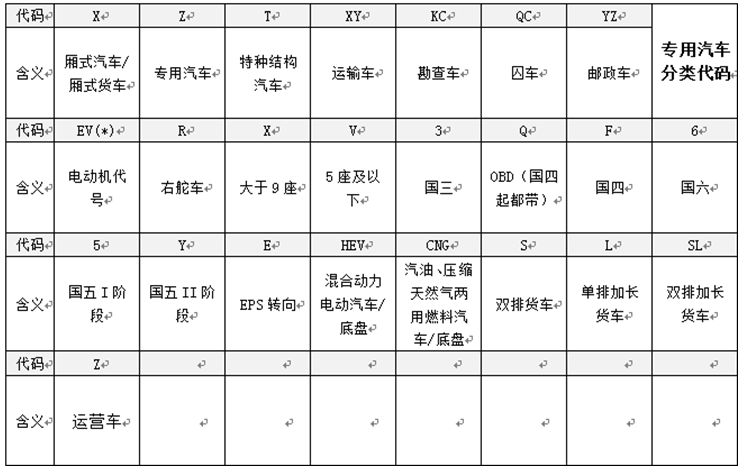 代码 X Z T XY KC QC YZ 专用汽车
分类代码
含义 厢式汽车/
厢式货车 专用汽车 特种结构
汽车 运输车 勘查车 囚车 邮政车
代码 EV(*) R X V 3 Q F 6
含义 电动机代
号 右舵车 大于9座 5座及以
下 国三 OBD（国四
起都带） 国四 国六
代码 5 Y E HEV CNG S L SL
含义 国五I阶
段 国五II阶
段 EPS转向 混合动力
电动汽车/
底盘 汽油、压缩
天然气两
用燃料汽
车/底盘 双排货车 单排加长
货车 双排加长
货车
代码 Z
含义 运营车